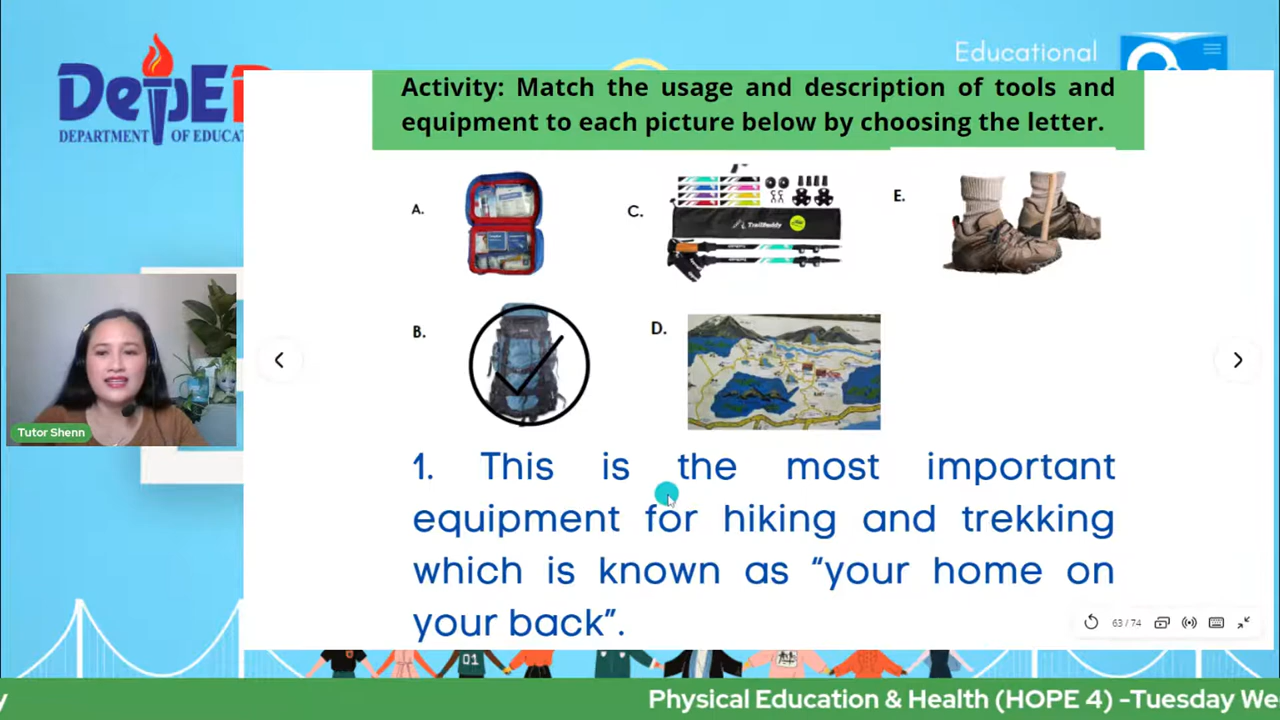 DepED
DEPARTMENT OF EDUCAT
Educational
Activity: Match the usage and description of tools and
equipment to each picture below by choosing the letter.
A.
C.
TrailBuddy
E.
B.
D.
Tutor Shenn
1. This is the most important
equipment for hiking and trekking
which is known as “your home on
your back”.
63 / 74
01
y
Physical Education & Health (HOPE 4) -Tuesday We